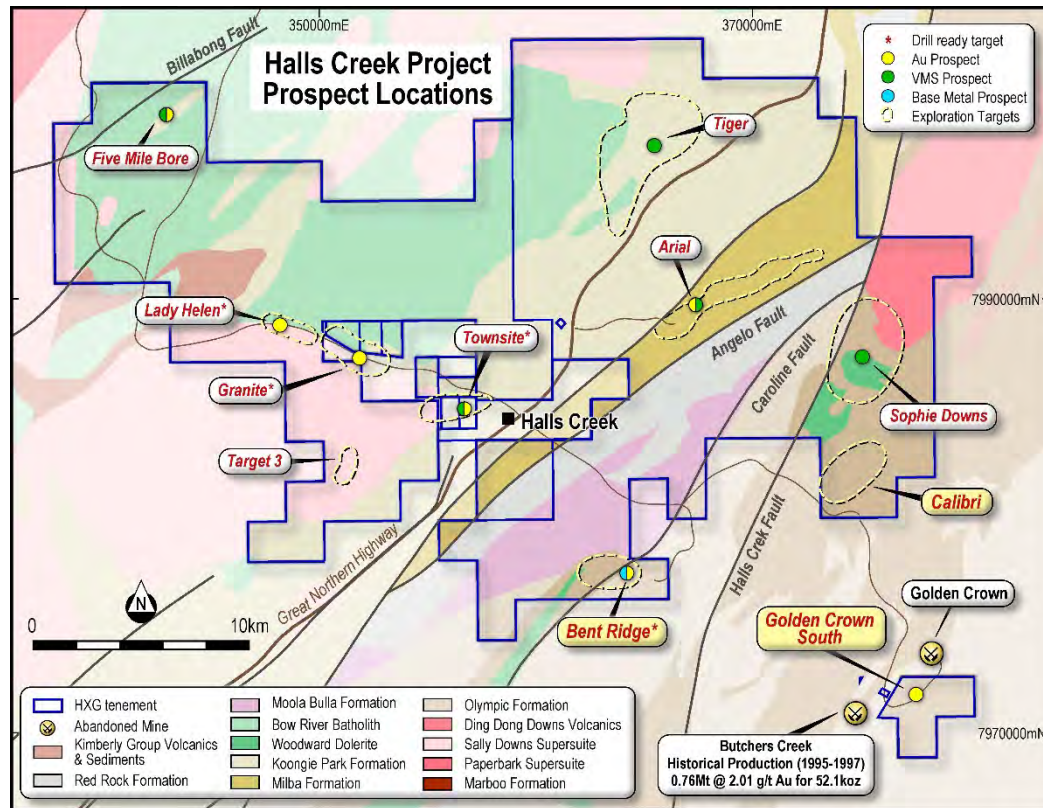 350000mE
370000mE
Billabong Fault
Halls Creek Project
Prospect Locations
* Drill ready target
Au Prospect
VMS Prospect
Base Metal Prospect
Exploration Targets
Five Mile Bore
Tiger
Arial
7990000mN
Lady Helen*
Townsite*
Angelo Fault
Caroline Fault
Granite*
Halls Creek
Sophie Downs
Target 3
Calibri
Great Northern Highway
Halls Crek Fault
N
0
10km
Bent Ridge*
Golden Crown
Golden Crown
South
HXG tenement
Abandoned Mine
Kimberly Group Volcanics
& Sediments
Red Rock Formation
Moola Bulla Formation
Bow River Batholith
Woodward Dolerite
Koongie Park Formation
Milba Formation
Olympic Formation
Ding Dong Downs Volcanics
Sally Downs Supersuite
Paperbark Supersuite
Marboo Formation
7970000mN
Butchers Creek
Historical Production (1995-1997)
0.76Mt @ 2.01 g/t Au for 52.1koz